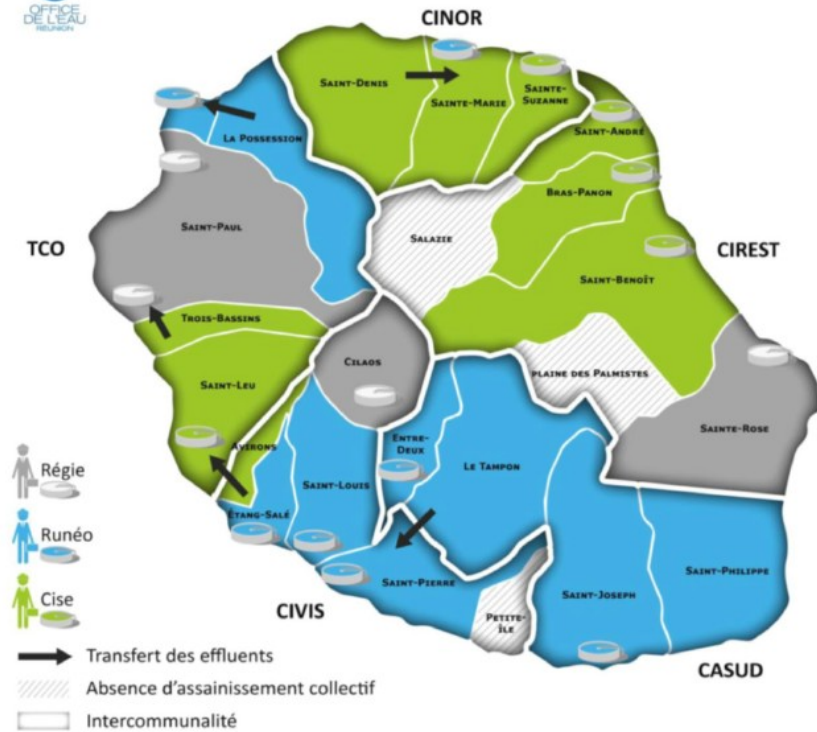 OFFICE
DE L'EAU
RÉUNION
CINOR
SAINT-DENIS
SAINTE-MARIE
SAINTE-
SUZANNE
SAINT-ANDRÉ
LA POSSESSION
BRAS-PANON
SAINT-PAUL
SALAZIE
TCO
CIREST
SAINT-BENOÎT
TROIS-BASSINS
CILAOS
PLAINE DES PALMISTES
SAINT-LEU
SAINTE-ROSE
AVIRONS
ENTRE-
DEUX
LE TAMPON
SAINT-LOUIS
ÉTANG-SALÉ
SAINT-PIERRE
SAINT-PHILIPPE
SAINT-JOSEPH
PETITE-
ÎLE
CIVIS
CASUD
Régie
Runéo
Cise
Transfert des effluents
Absence d'assainissement collectif
Intercommunalité